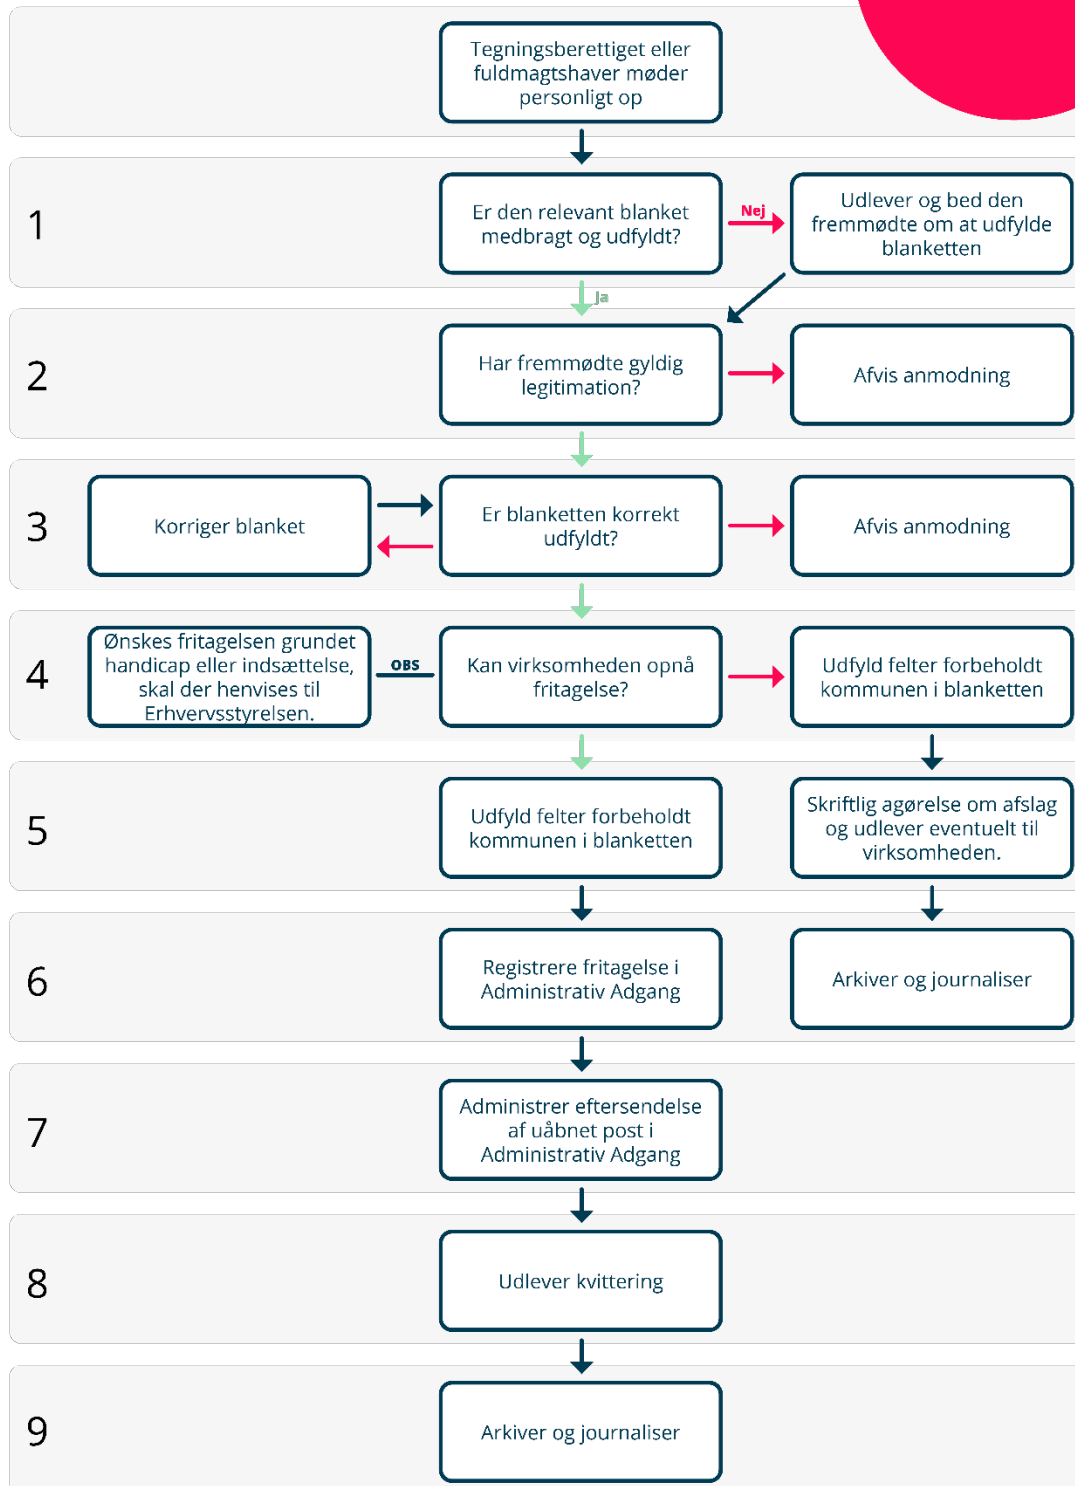 Tegningsberettiget eller
fuldmagtshaver møder
personligt op
1
Er den relevant blanket
medbragt og udfyldt?
Nej
Udlever og bed den
fremmødte om at udfylde
blanketten
Ja
2
Har fremmødte gyldig
legitimation?
Afvis anmodning
3
Korriger blanket
Er blanketten korrekt
udfyldt?
Afvis anmodning
4
Ønskes fritagelsen grundet
handicap eller indsættelse,
skal der henvises til
Erhvervsstyrelsen.
OBS
Kan virksomheden opnå
fritagelse?
Udfyld felter forbeholdt
kommunen i blanketten
5
Udfyld felter forbeholdt
kommunen i blanketten
Skriftlig agørelse om afslag
og udlever eventuelt til
virksomheden.
6
Registrere fritagelse i
Administrativ Adgang
Arkiver og journaliser
7
Administrer eftersendelse
af uåbnet post i
Administrativ Adgang
8
Udlever kvittering
9
Arkiver og journaliser